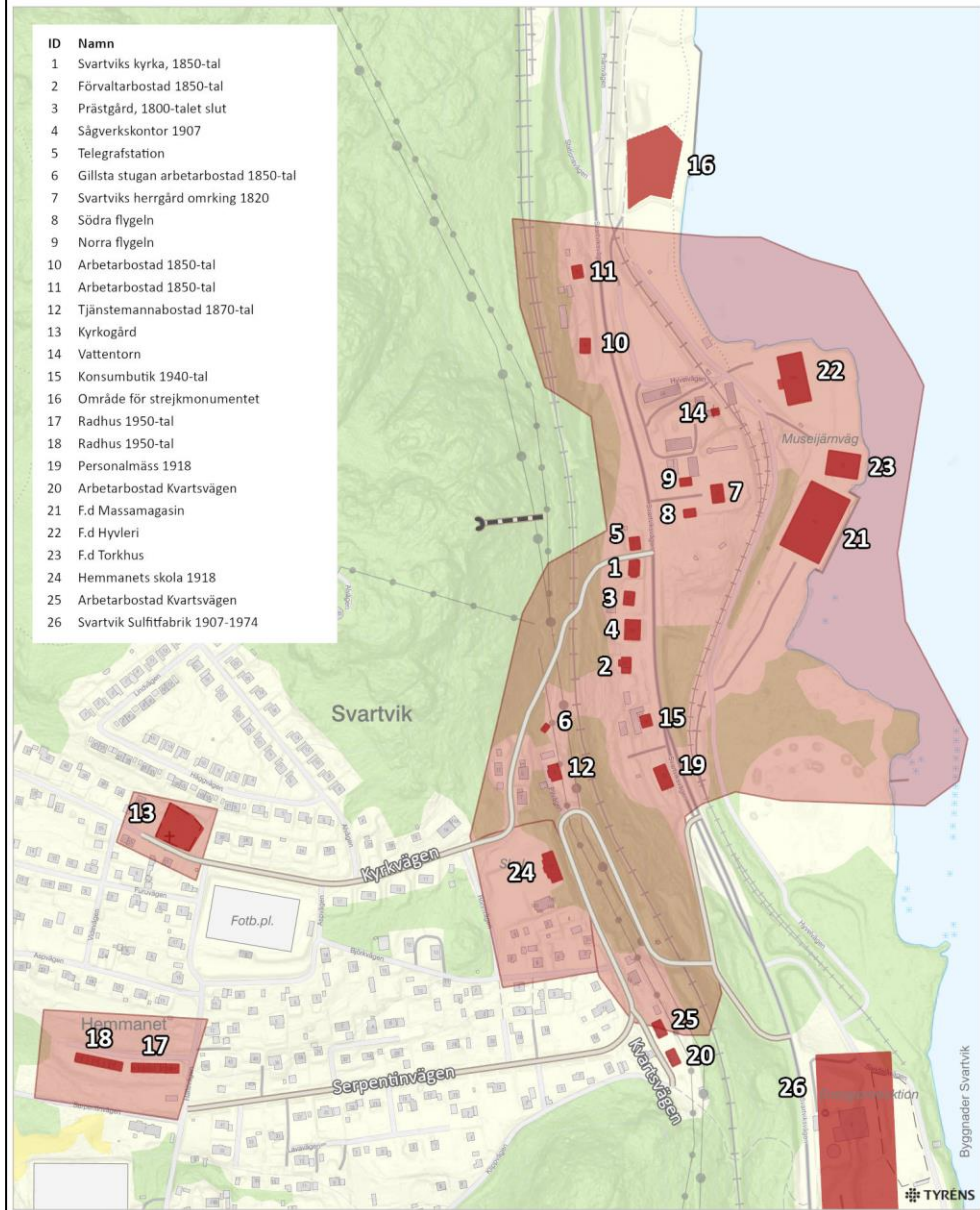 ID Namn
1 Svartviks kyrka, 1850-tal
2 Förvaltarbostad 1850-tal
3 Prästgård, 1800-talet slut
4 Sågverkskontor 1907
5 Telegrafstation
6 Gillsta stugan arbetarbostad 1850-tal
7 Svartviks herrgård omrking 1820
8 Södra flygeln
9 Norra flygeln
10 Arbetarbostad 1850-tal
11 Arbetarbostad 1850-tal
12 Tjänstemannabostad 1870-tal
13 Kyrkogård
14 Vattentorn
15 Konsumbutik 1940-tal
16 Område för strejkmonumentet
17 Radhus 1950-tal
18 Radhus 1950-tal
19 Personalmäss 1918
20 Arbetarbostad Kvartsvägen
21 F.d Massamagasin
22 F.d Hyvleri
23 F.d Torkhus
24 Hemmanets skola 1918
25 Arbetarbostad Kvartsvägen
26 Svartvik Sulfitfabrik 1907-1974
16
11
10
22
Hyvelvägen
14
Museijärnväg
23
9
7
8
21
5
1
3
4
2
Svartvik
6
15
12
19
13
Kyrkvägen
24
Fotb.pl.
Hyvelvägen
Hemmanet
18
17
25
20
Kvartsvägen
Serpentinvägen
26
Byggnader Svartvik
TYRÉNS